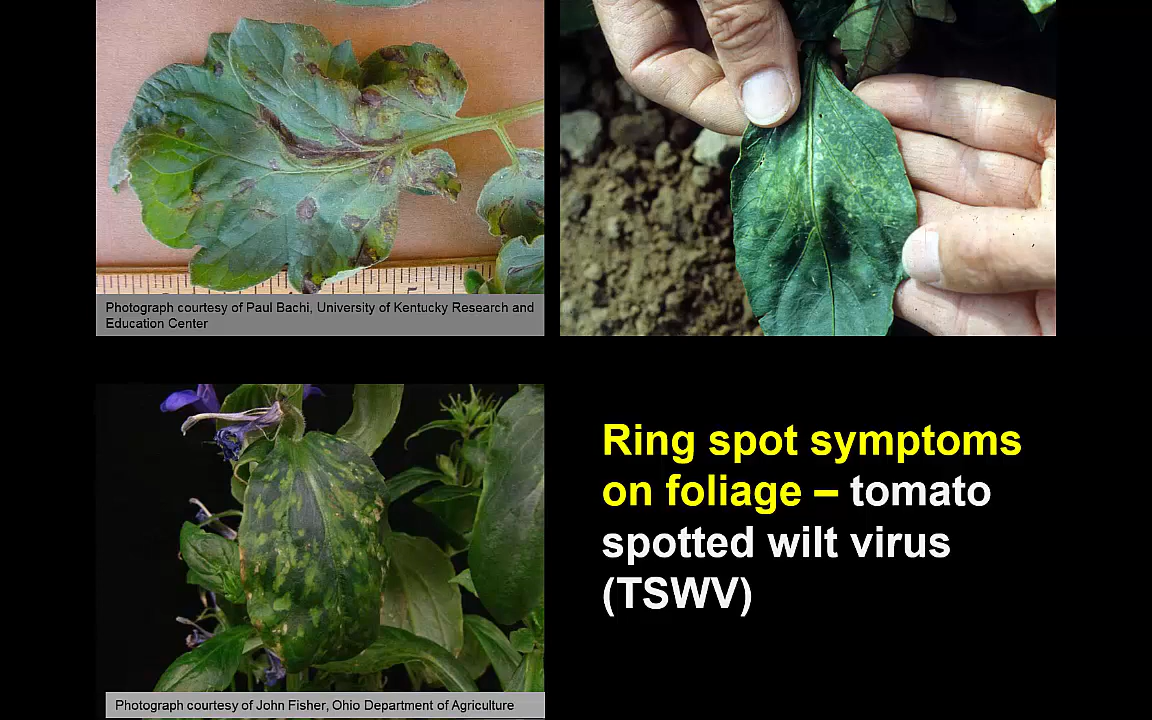 Photograph courtesy of Paul Bachi, University of Kentucky Research and
Education Center
Ring spot symptoms
on foliage – tomato
spotted wilt virus
(TSWV)
Photograph courtesy of John Fisher, Ohio Department of Agriculture